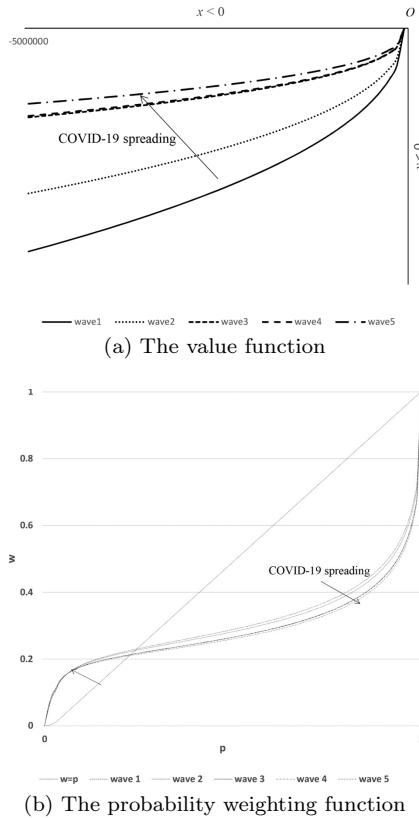 x < 0
O
-5000000
COVID-19 spreading
wave1 wave2 wave3 wave4 wave5
(a) The value function
1
0.8
0.6
w
COVID-19 spreading
0.4
0.2
0
0
p
w=p wave 1 wave 2 wave 3 wave 4 wave 5
(b) The probability weighting function